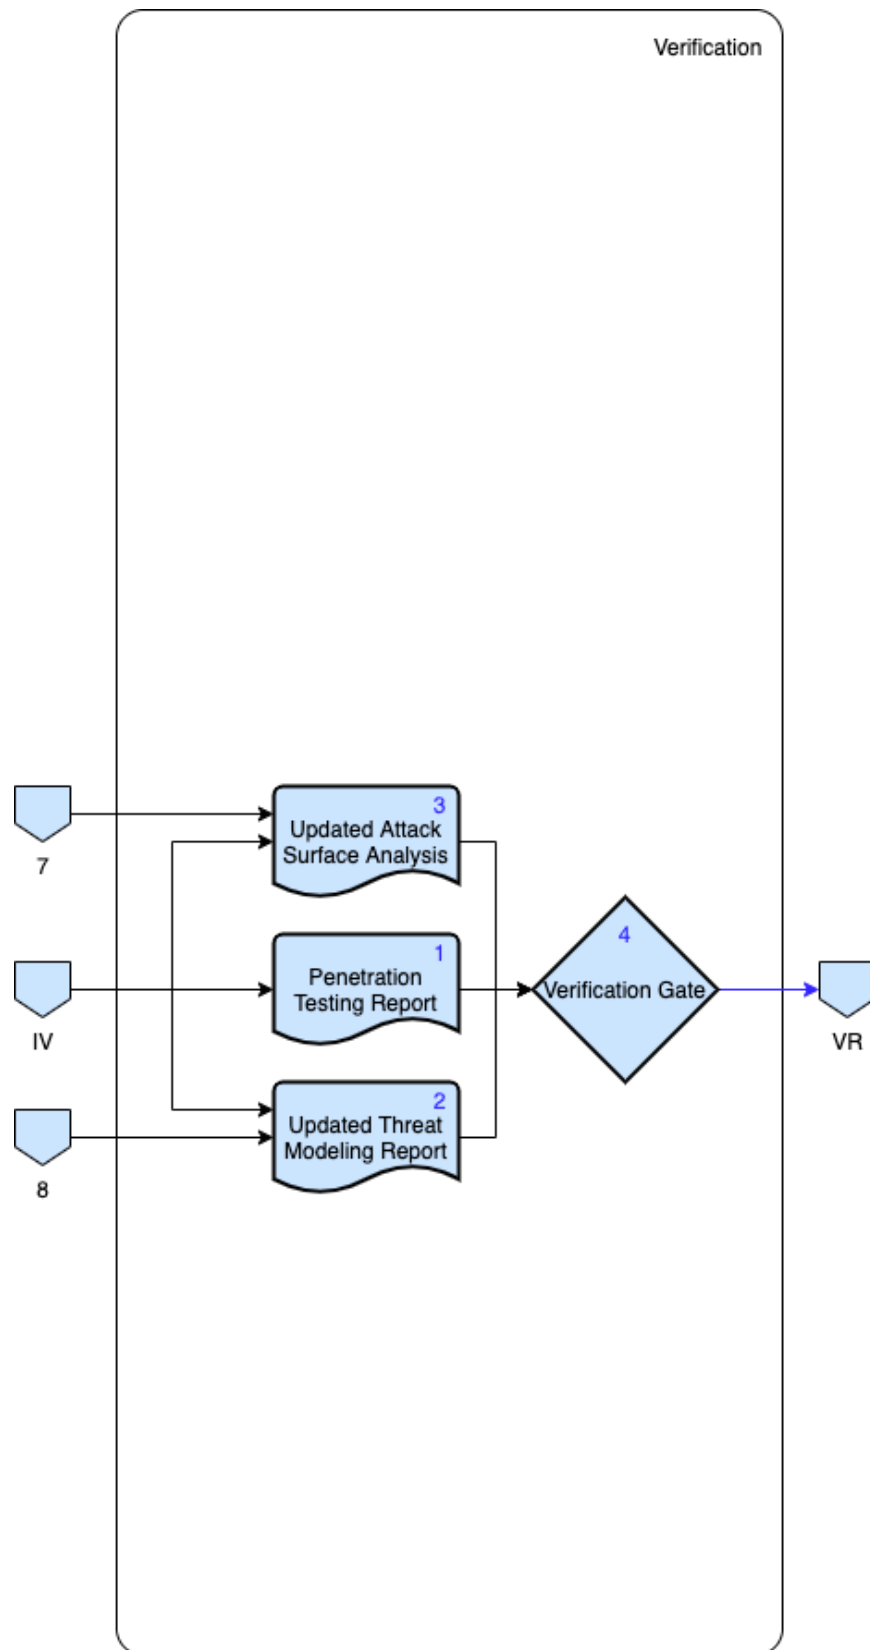 Verification
3
Updated Attack
Surface Analysis
7
1
Penetration
Testing Report
4
Verification Gate
IV
VR
2
Updated Threat
Modeling Report
8